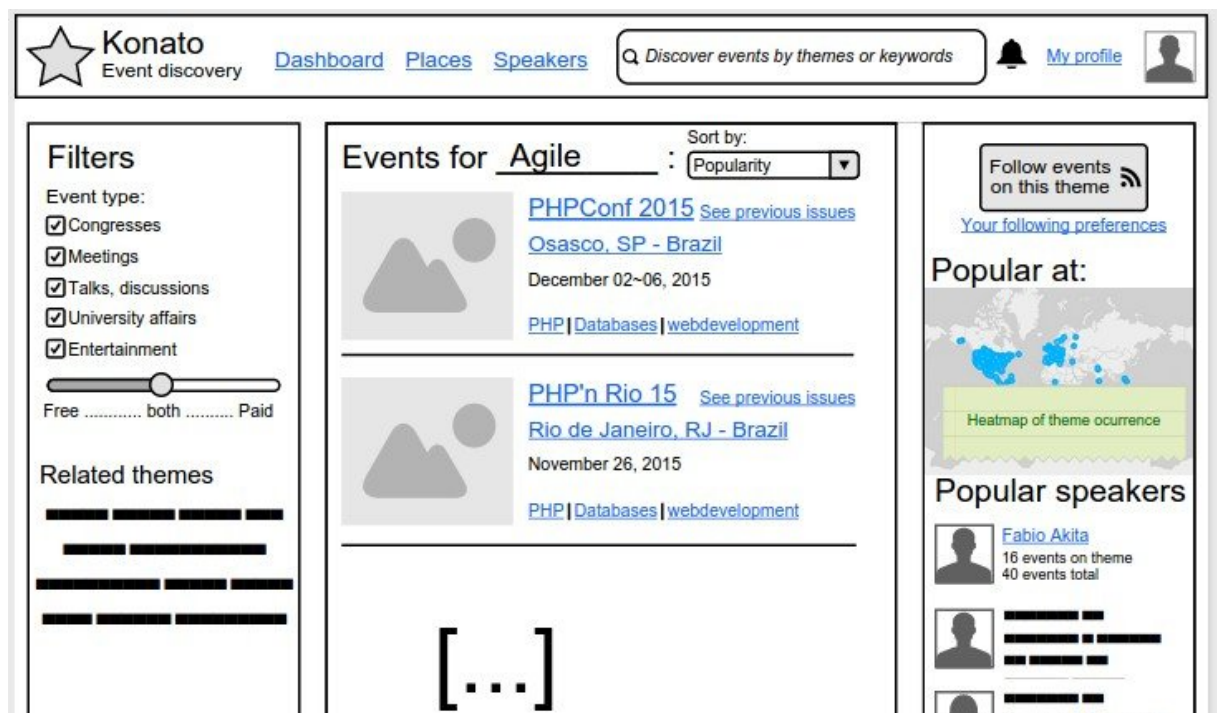 Konato
Event discovery
Dashboard Places Speakers
Discover events by themes or keywords
My profile
Filters
Event type:
Congresses
Meetings
Talks, discussions
University affairs
Entertainment
Free ............ both .......... Paid
Related themes
Events for Agile :
Sort by:
Popularity
PHPConf 2015 See previous issues
Osasco, SP - Brazil
December 02~06, 2015
PHP|Databases|webdevelopment
PHP'n Rio 15 See previous issues
Rio de Janeiro, RJ - Brazil
November 26, 2015
PHP|Databases|webdevelopment
[...]
Follow events
on this theme
Your following preferences
Popular at:
Heatmap of theme ocurrence
Popular speakers
Fabio Akita
16 events on theme
40 events total